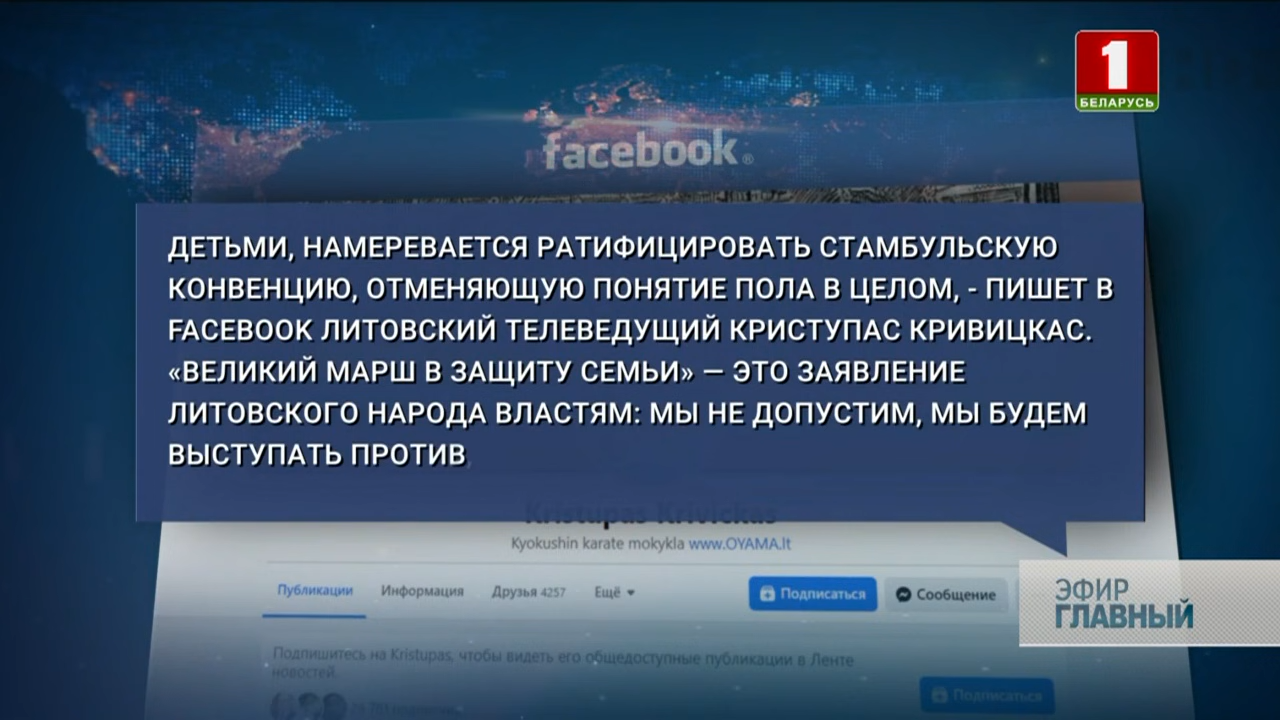 1
БЕЛАРУСЬ
facebook®
ДЕТЬМИ, НАМЕРЕВАЕТСЯ РАТИФИЦИРОВАТЬ СТАМБУЛЬСКУЮ
КОНВЕНЦИЮ, ОТМЕНЯЮЩУЮ ПОНЯТИЕ ПОЛА В ЦЕЛОМ, - ПИШЕТ В
FACEBOOK ЛИТОВСКИЙ ТЕЛЕВЕДУЩИЙ КРИСТУПАС КРИВИЦКАС.
«ВЕЛИКИЙ МАРШ В ЗАЩИТУ СЕМЬИ» — ЭТО ЗАЯВЛЕНИЕ
ЛИТОВСКОГО НАРОДА ВЛАСТЯМ: МЫ НЕ ДОПУСТИМ, МЫ БУДЕМ
ВЫСТУПАТЬ ПРОТИВ
Kristupas Krivickas
Kyokushin karate mokykla www.OYAMA.lt
Публикации Информация Друзья 4257 Ещё Подписаться Сообщение
ЭФИР
ГЛАВНЫЙ
Подпишитесь на Kristupas, чтобы видеть его общедоступные публикации в Ленте
новостей.
Подписаться